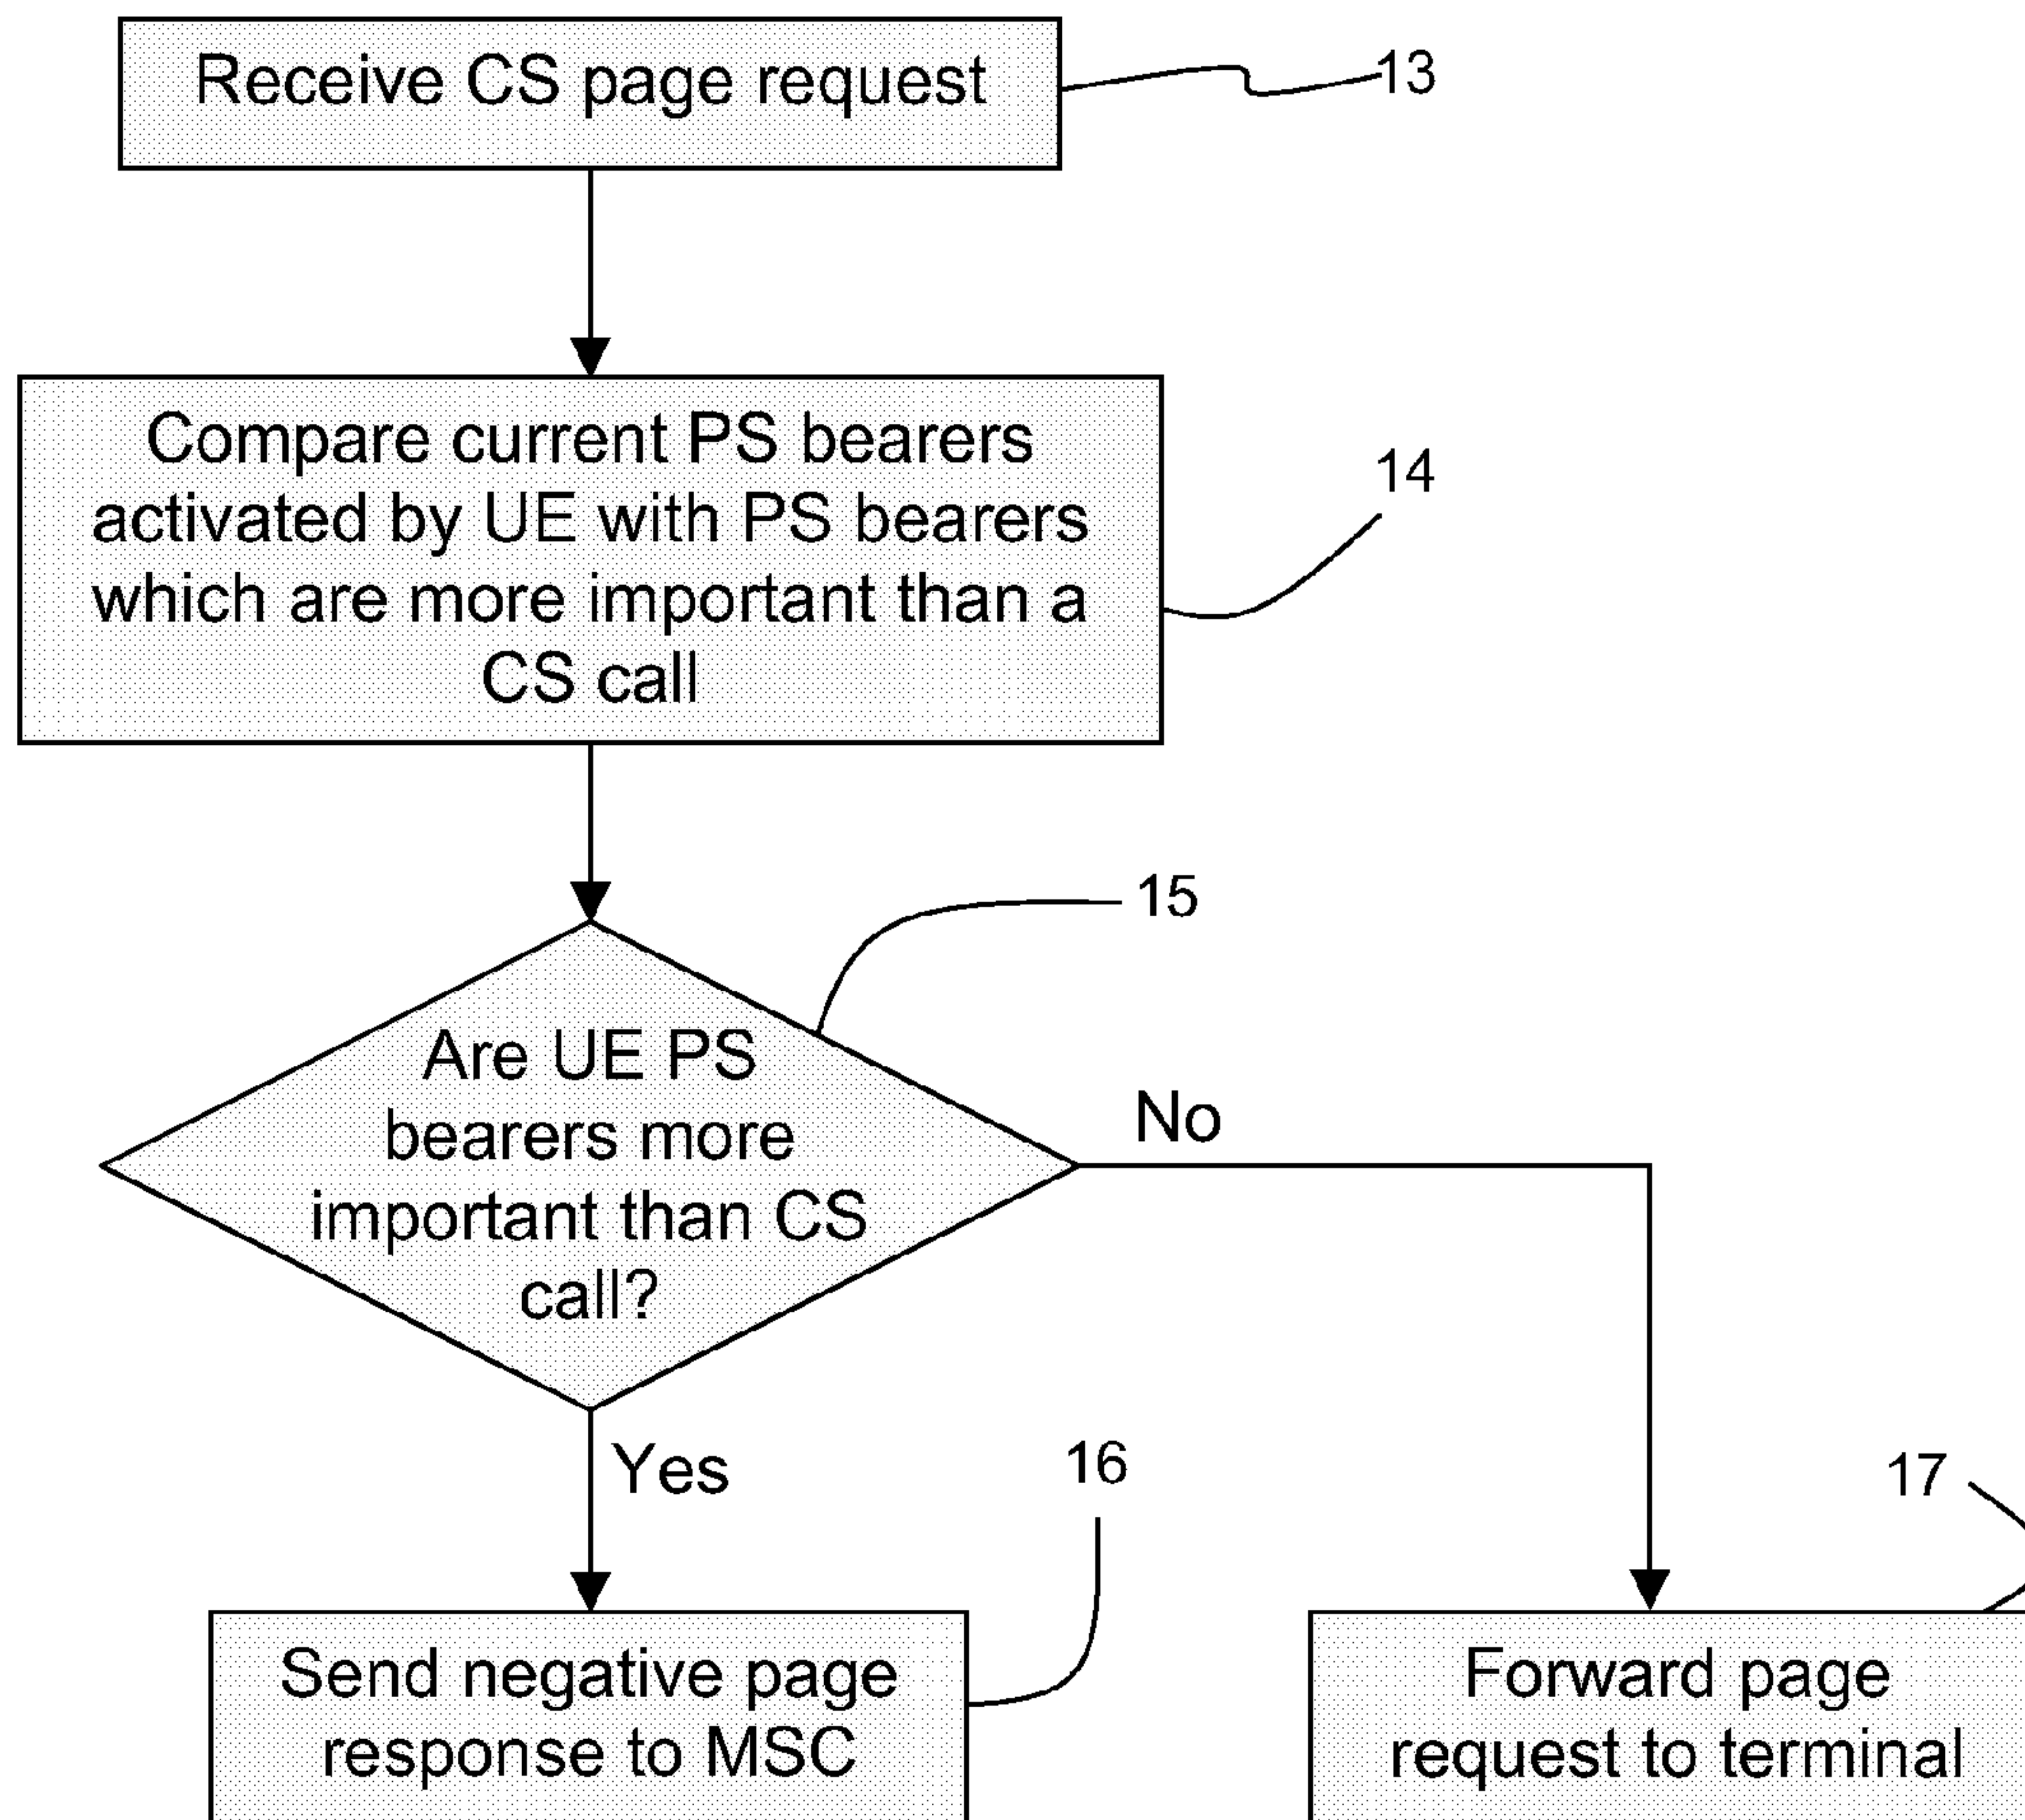 Receive CS page request
13
Compare current PS bearers
activated by UE with PS bearers
which are more important than a
CS call
14
15
Are UE PS
bearers more
important than CS
call?
No
Yes
16
17
Send negative page
response to MSC
Forward page
request to terminal